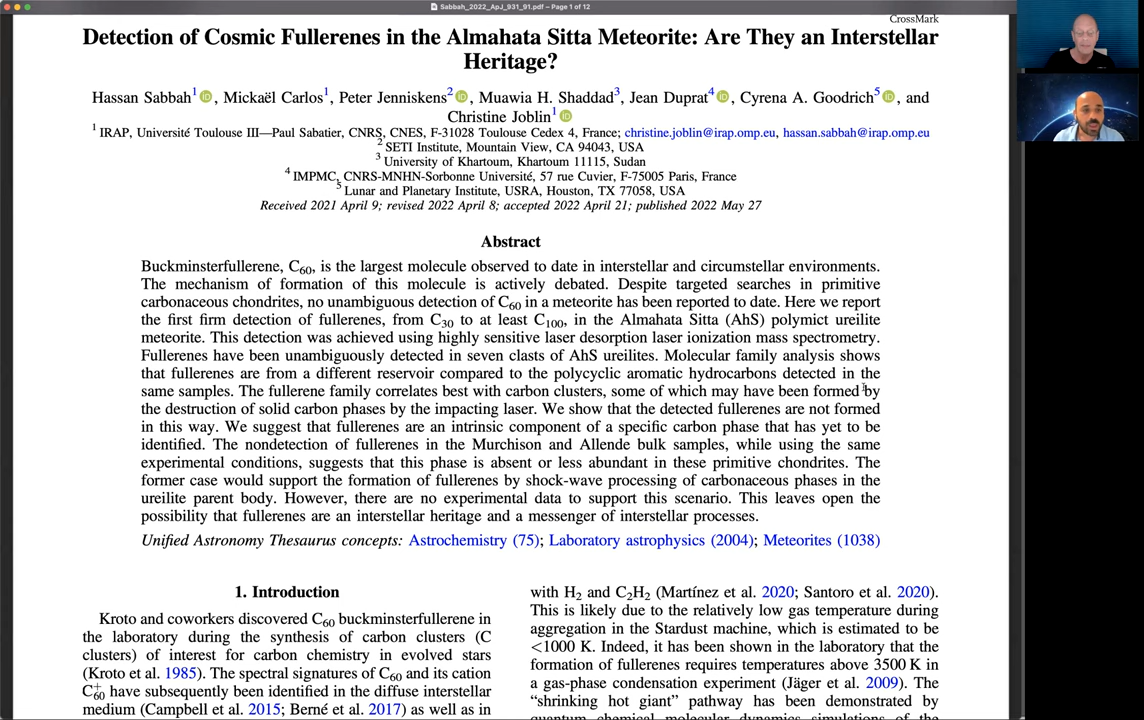 Sabbah_2022_ApJ_931_91.pdf – Page 1 of 12
CrossMark
Detection of Cosmic Fullerenes in the Almahata Sitta Meteorite: Are They an Interstellar
Heritage?
Hassan Sabbah1, Mickaël Carlos1, Peter Jenniskens2, Muawia H. Shaddad3, Jean Duprat4, Cyrena A. Goodrich5, and
Christine Joblin1
1 IRAP, Université Toulouse III—Paul Sabatier, CNRS, CNES, F-31028 Toulouse Cedex 4, France; christine.joblin@irap.omp.eu, hassan.sabbah@irap.omp.eu
2 SETI Institute, Mountain View, CA 94043, USA
3 University of Khartoum, Khartoum 11115, Sudan
4 IMPMC, CNRS-MNHN-Sorbonne Université, 57 rue Cuvier, F-75005 Paris, France
5 Lunar and Planetary Institute, USRA, Houston, TX 77058, USA
Received 2021 April 9; revised 2022 April 8; accepted 2022 April 21; published 2022 May 27
Abstract
Buckminsterfullerene, C60, is the largest molecule observed to date in interstellar and circumstellar environments.
The mechanism of formation of this molecule is actively debated. Despite targeted searches in primitive
carbonaceous chondrites, no unambiguous detection of C60 in a meteorite has been reported to date. Here we report
the first firm detection of fullerenes, from C30 to at least C100, in the Almahata Sitta (AhS) polymict ureilite
meteorite. This detection was achieved using highly sensitive laser desorption laser ionization mass spectrometry.
Fullerenes have been unambiguously detected in seven clasts of AhS ureilites. Molecular family analysis shows
that fullerenes are from a different reservoir compared to the polycyclic aromatic hydrocarbons detected in the
same samples. The fullerene family correlates best with carbon clusters, some of which may have been formed by
the destruction of solid carbon phases by the impacting laser. We show that the detected fullerenes are not formed
in this way. We suggest that fullerenes are an intrinsic component of a specific carbon phase that has yet to be
identified. The nondetection of fullerenes in the Murchison and Allende bulk samples, while using the same
experimental conditions, suggests that this phase is absent or less abundant in these primitive chondrites. The
former case would support the formation of fullerenes by shock-wave processing of carbonaceous phases in the
ureilite parent body. However, there are no experimental data to support this scenario. This leaves open the
possibility that fullerenes are an interstellar heritage and a messenger of interstellar processes.
Unified Astronomy Thesaurus concepts: Astrochemistry (75); Laboratory astrophysics (2004); Meteorites (1038)
1. Introduction
Kroto and coworkers discovered C60 buckminsterfullerene in
the laboratory during the synthesis of carbon clusters (C
clusters) of interest for carbon chemistry in evolved stars
(Kroto et al. 1985). The spectral signatures of C60 and its cation
C60+ have subsequently been identified in the diffuse interstellar
medium (Campbell et al. 2015; Berné et al. 2017) as well as in
with H2 and C2H2 (Martínez et al. 2020; Santoro et al. 2020).
This is likely due to the relatively low gas temperature during
aggregation in the Stardust machine, which is estimated to be
<1000 K. Indeed, it has been shown in the laboratory that the
formation of fullerenes requires temperatures above 3500 K in
a gas-phase condensation experiment (Jäger et al. 2009). The
“shrinking hot giant” pathway has been demonstrated by
quantum chemical molecular dynamics simulations of the